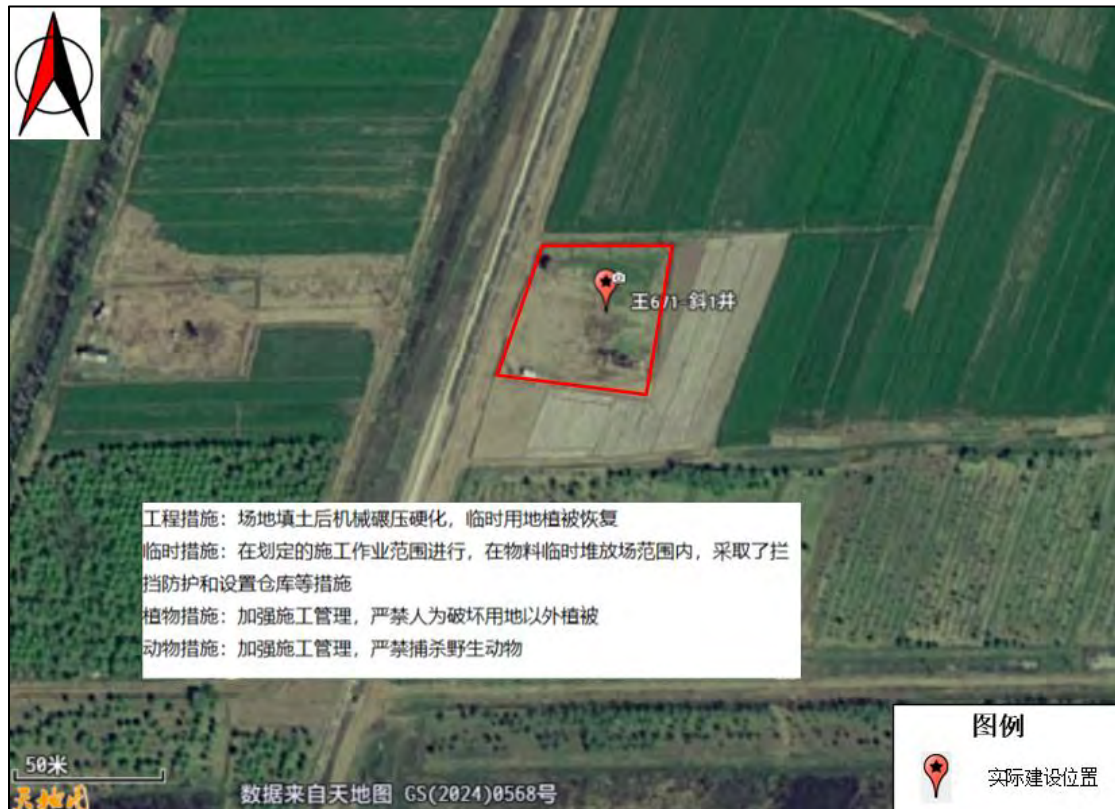 王671-斜1井
工程措施：场地填土后机械碾压硬化，临时用地植被恢复
临时措施：在划定的施工作业范围进行，在物料临时堆放场范围内，采取了拦
挡防护和设置仓库等措施
植物措施：加强施工管理，严禁人为破坏用地以外植被
动物措施：加强施工管理，严禁捕杀野生动物
图例
实际建设位置
50米
天地图
数据来自天地图 GS(2024)0568号